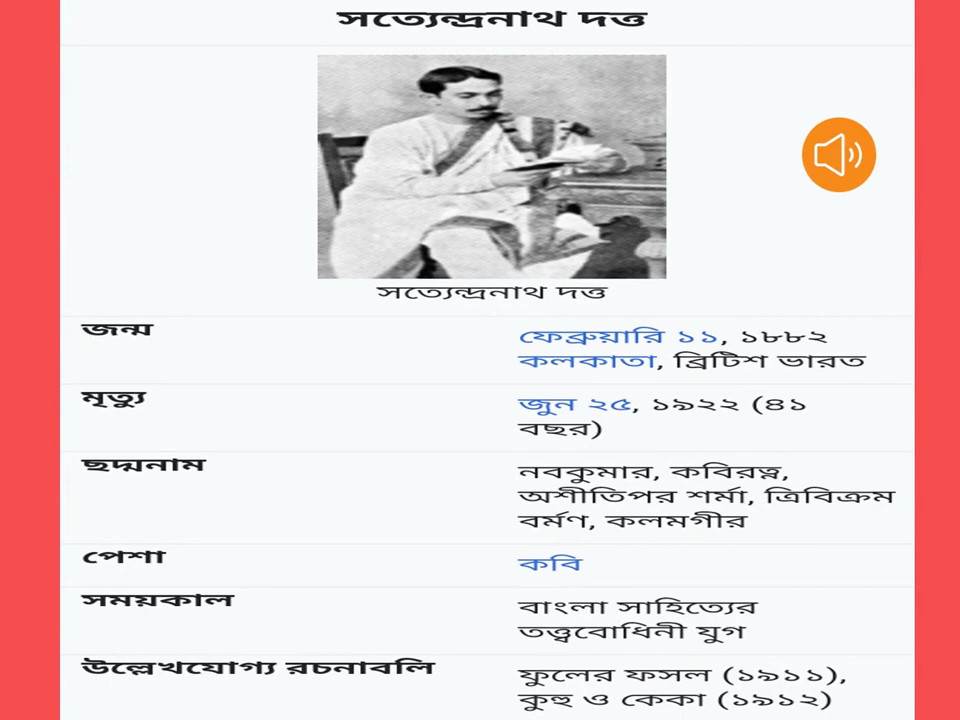 সত্যেন্দ্রনাথ দত্ত
সত্যেন্দ্রনাথ দত্ত
জন্ম
ফেব্রুয়ারি ১১, ১৮৮২
কলকাতা, ব্রিটিশ ভারত
মৃত্যু
জুন ২৫, ১৯২২ (৪১
বছর)
ছদ্মনাম
নবকুমার, কবিরত্ন,
অশীতিপর শর্মা, ত্রিবিক্রম
বর্মণ, কলমগীর
পেশা
কবি
সময়কাল
বাংলা সাহিত্যের
তত্ত্ববোধিনী যুগ
উল্লেখযোগ্য রচনাবলি
ফুলের ফসল (১৯১১),
কুহু ও কেকা (১৯১২)